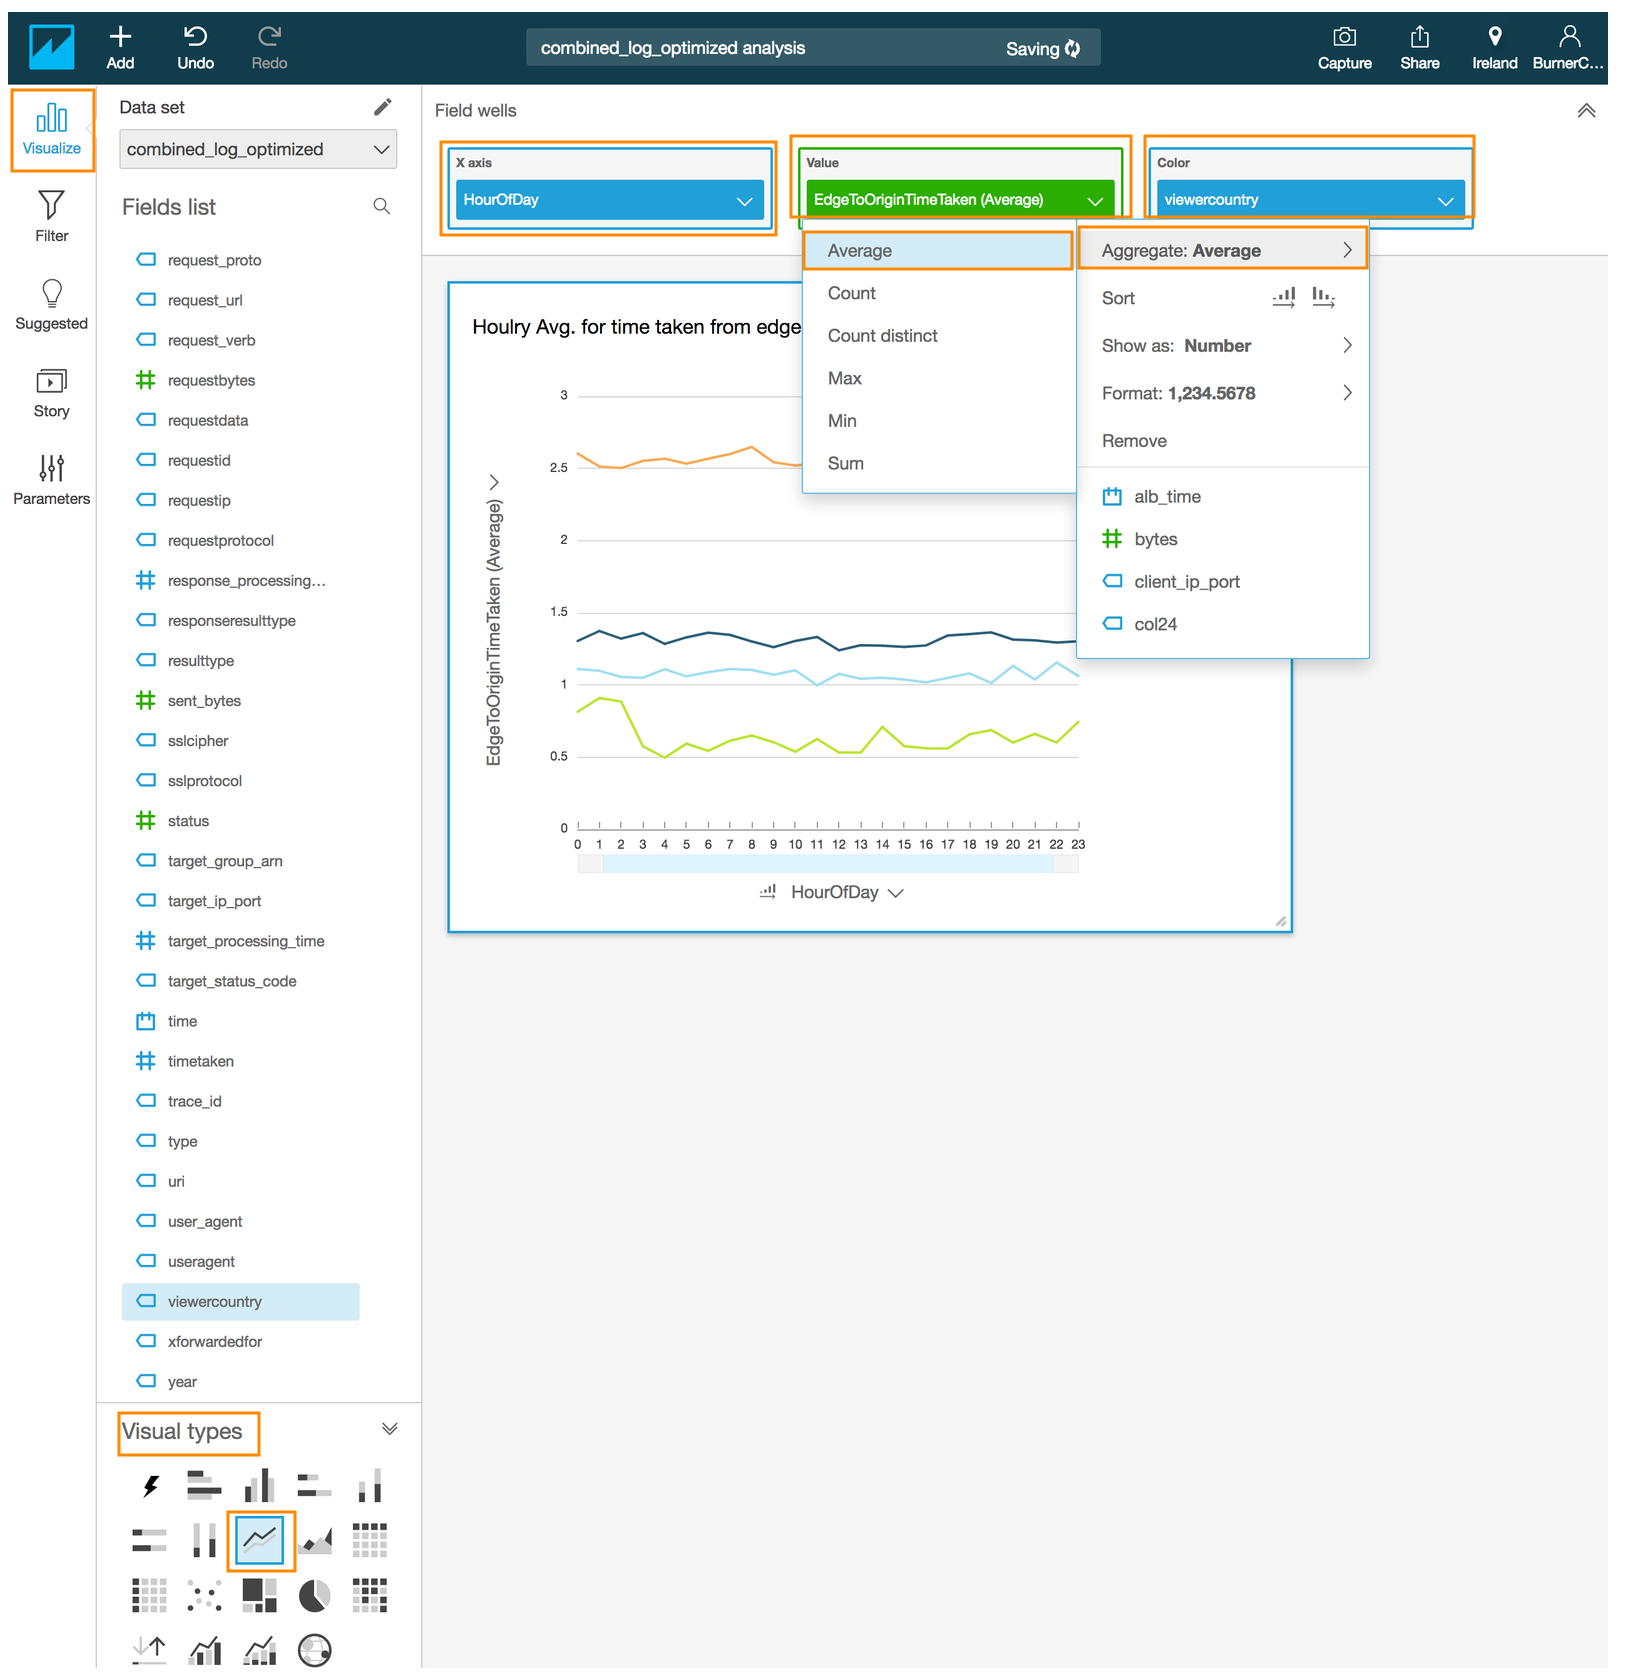 Add
Undo
Redo
combined_log_optimized analysis
Saving
Capture
Share
Ireland
BurnerC...
Visualize
Filter
Suggested
Story
Parameters
Data set
combined_log_optimized
Fields list
request_proto
request_url
request_verb
requestbytes
requestdata
requestid
requestip
requestprotocol
response_processing...
responseresulttype
resulttype
sent_bytes
sslcipher
sslprotocol
status
target_group_arn
target_ip_port
target_processing_time
target_status_code
time
timetaken
trace_id
type
uri
user_agent
useragent
viewercountry
xforwardedfor
year
Visual types
Field wells
X axis
HourOfDay
Value
EdgeToOriginTimeTaken (Average)
Color
viewercountry
Average
Count
Count distinct
Max
Min
Sum
Aggregate: Average
Sort
Show as: Number
Format: 1,234.5678
Remove
alb_time
bytes
client_ip_port
col24
Houlry Avg. for time taken from edge
EdgeToOriginTimeTaken (Average)
3
2.5
2
1.5
1
0.5
0
0 1 2 3 4 5 6 7 8 9 10 11 12 13 14 15 16 17 18 19 20 21 22 23
HourOfDay